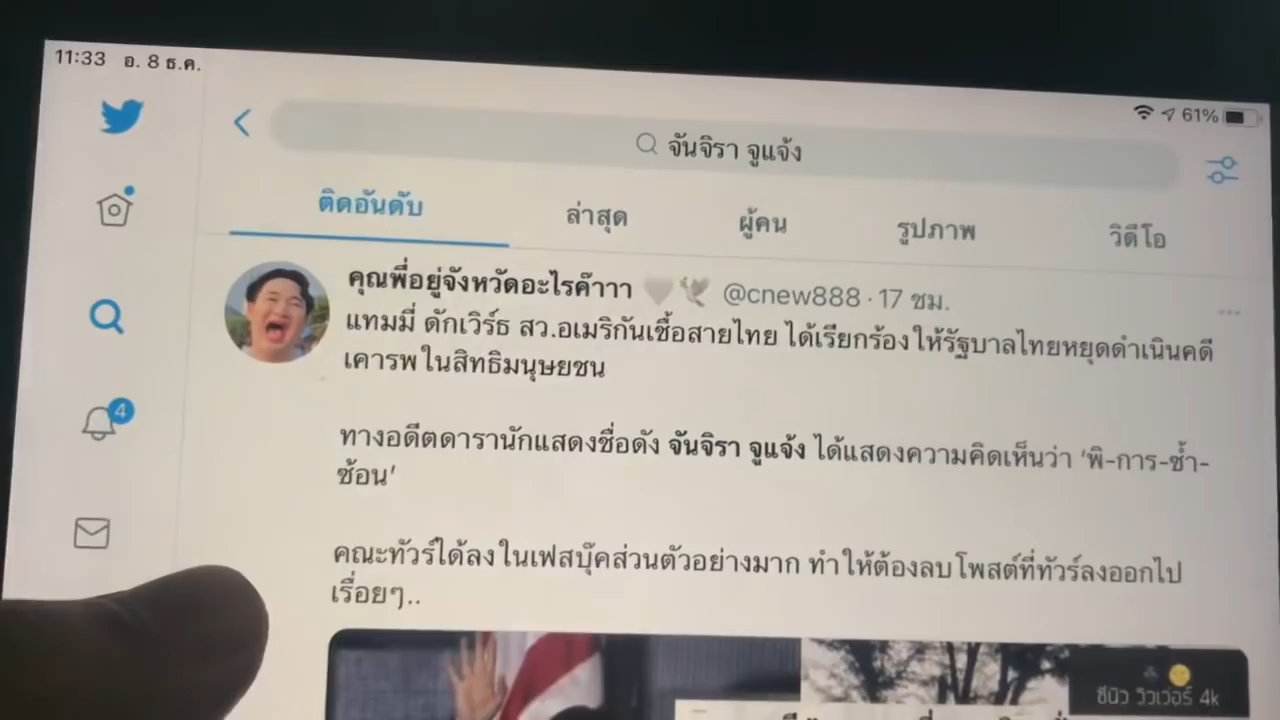 11:33 อ. 8 ธ.ค.
61%
จันจิรา จูแจ้ง
ติดอันดับ ล่าสุด ผู้คน รูปภาพ วิดีโอ
คุณพี่อยู่จังหวัดอะไรค๊าาา @cnew888 · 17 ชม.
แทมมี่ ดักเวิร์ธ สว.อเมริกันเชื้อสายไทย ได้เรียกร้องให้รัฐบาลไทยหยุดดำเนินคดี
เคารพในสิทธิมนุษยชน
ทางอดีตดารานักแสดงชื่อดัง จันจิรา จูแจ้ง ได้แสดงความคิดเห็นว่า ‘พิ-การ-ซ้ำ-
ซ้อน’
4
คณะทัวร์ได้ลงในเฟสบุ๊คส่วนตัวอย่างมาก ทำให้ต้องลบโพสต์ที่ทัวร์ลงออกไป
เรื่อยๆ..
ซีนิว วิวเวอร์ 4k